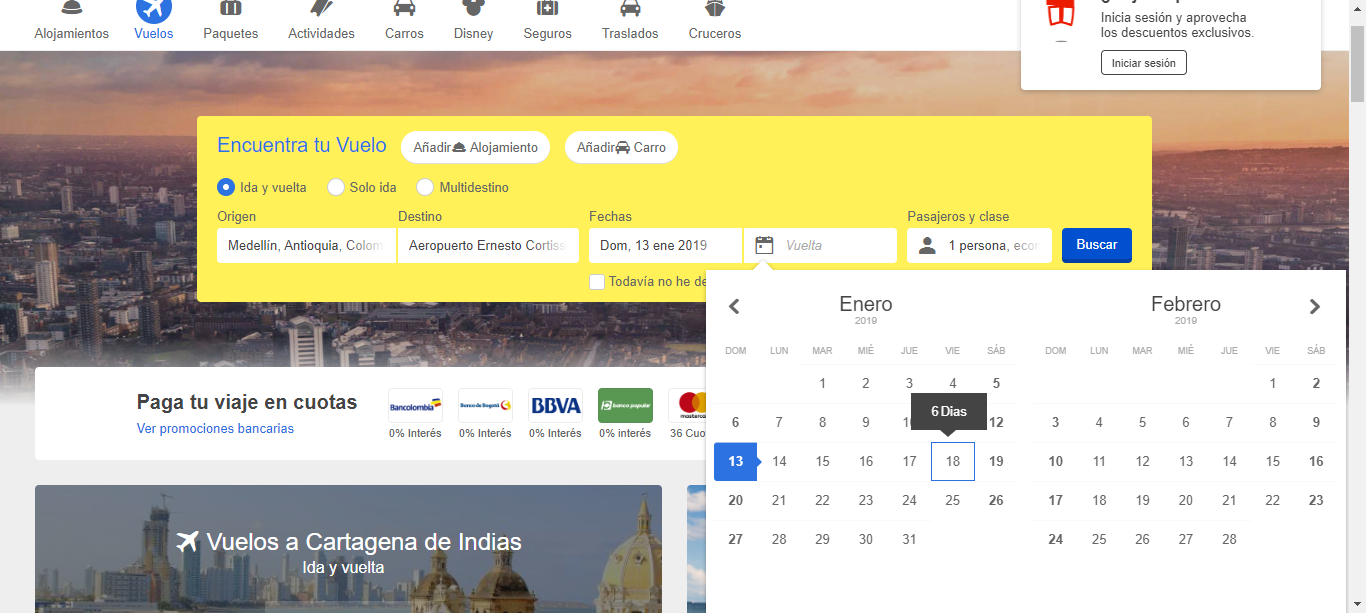 Alojamientos
Vuelos
Paquetes
Actividades
Carros
Disney
Seguros
Traslados
Cruceros
Inicia sesión y aprovecha
los descuentos exclusivos.
Iniciar sesión
Encuentra tu Vuelo
Añadir Alojamiento
Añadir Carro
Ida y vuelta
Solo ida
Multidestino
Origen
Destino
Fechas
Pasajeros y clase
Medellín, Antioquia, Colom
Aeropuerto Ernesto Cortiss
Dom, 13 ene 2019
Vuelta
1 persona, econ
Buscar
Todavía no he de
Enero
2019
DOM LUN MAR MIÉ JUE VIE SÁB
1 2 3 4 5
6 7 8 9 12
6 Dias
13 14 15 16 17 18 19
20 21 22 23 24 25 26
27 28 29 30 31
Febrero
2019
DOM LUN MAR MIÉ JUE VIE SÁB
1 2
3 4 5 6 7 8 9
10 11 12 13 14 15 16
17 18 19 20 21 22 23
24 25 26 27 28
Paga tu viaje en cuotas
Ver promociones bancarias
Bancolombia
0% Interés
Banco de Bogotá
0% Interés
BBVA
0% Interés
banco popular
0% interés
masterca
36 Cuo
Vuelos a Cartagena de Indias
Ida y vuelta